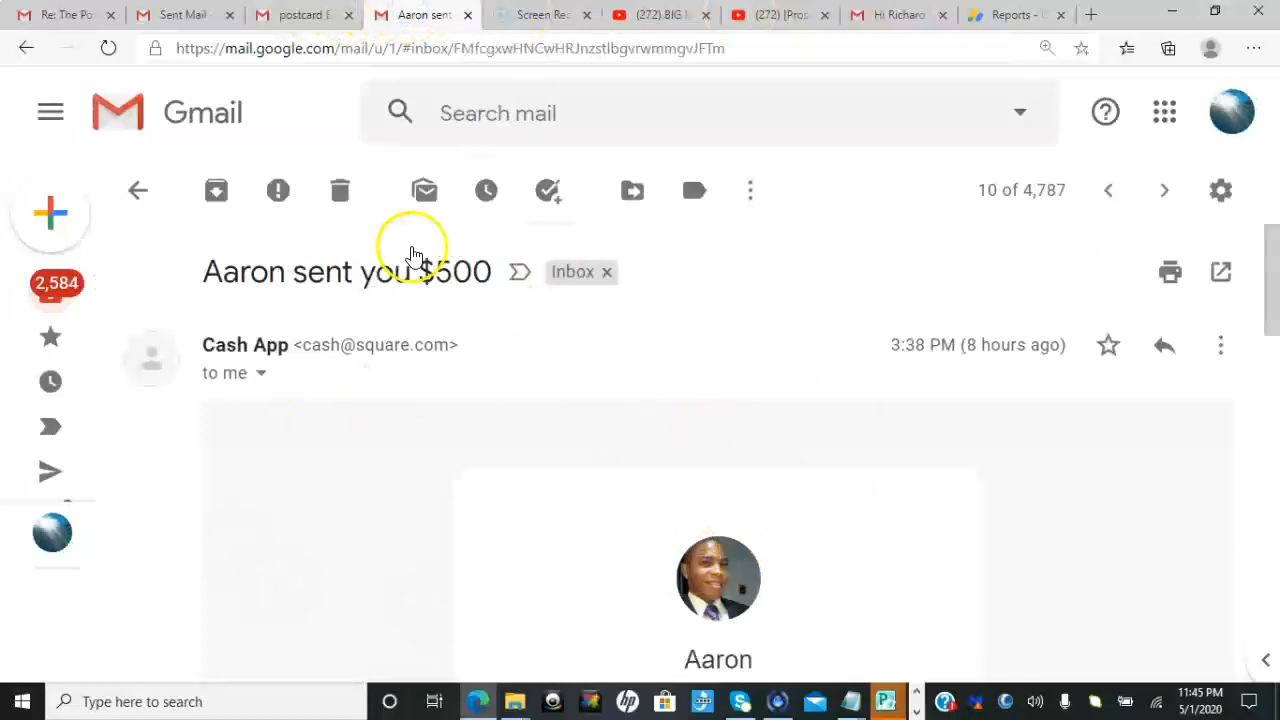 Re: The Po
Sent Mail -
postcard E
Aaron sent
Screen Rec
(272) BIG
(272) [Pros
Hi Richard
Reports - C
https://mail.google.com/mail/u/1/#inbox/FMfcgxwHNCwHRJnzstlbgvrwmmgvJFTm
Gmail
Search mail
10 of 4,787
2,584
Aaron sent you $500
Inbox
Cash App <cash@square.com>
3:38 PM (8 hours ago)
to me
Aaron
Type here to search
11:45 PM
5/1/2020